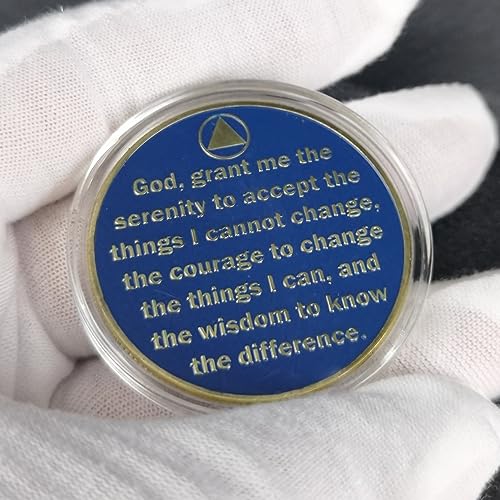 God, grant me the
serenity to accept the
things I cannot change,
the courage to change
the things I can, and
the wisdom to know
the difference.